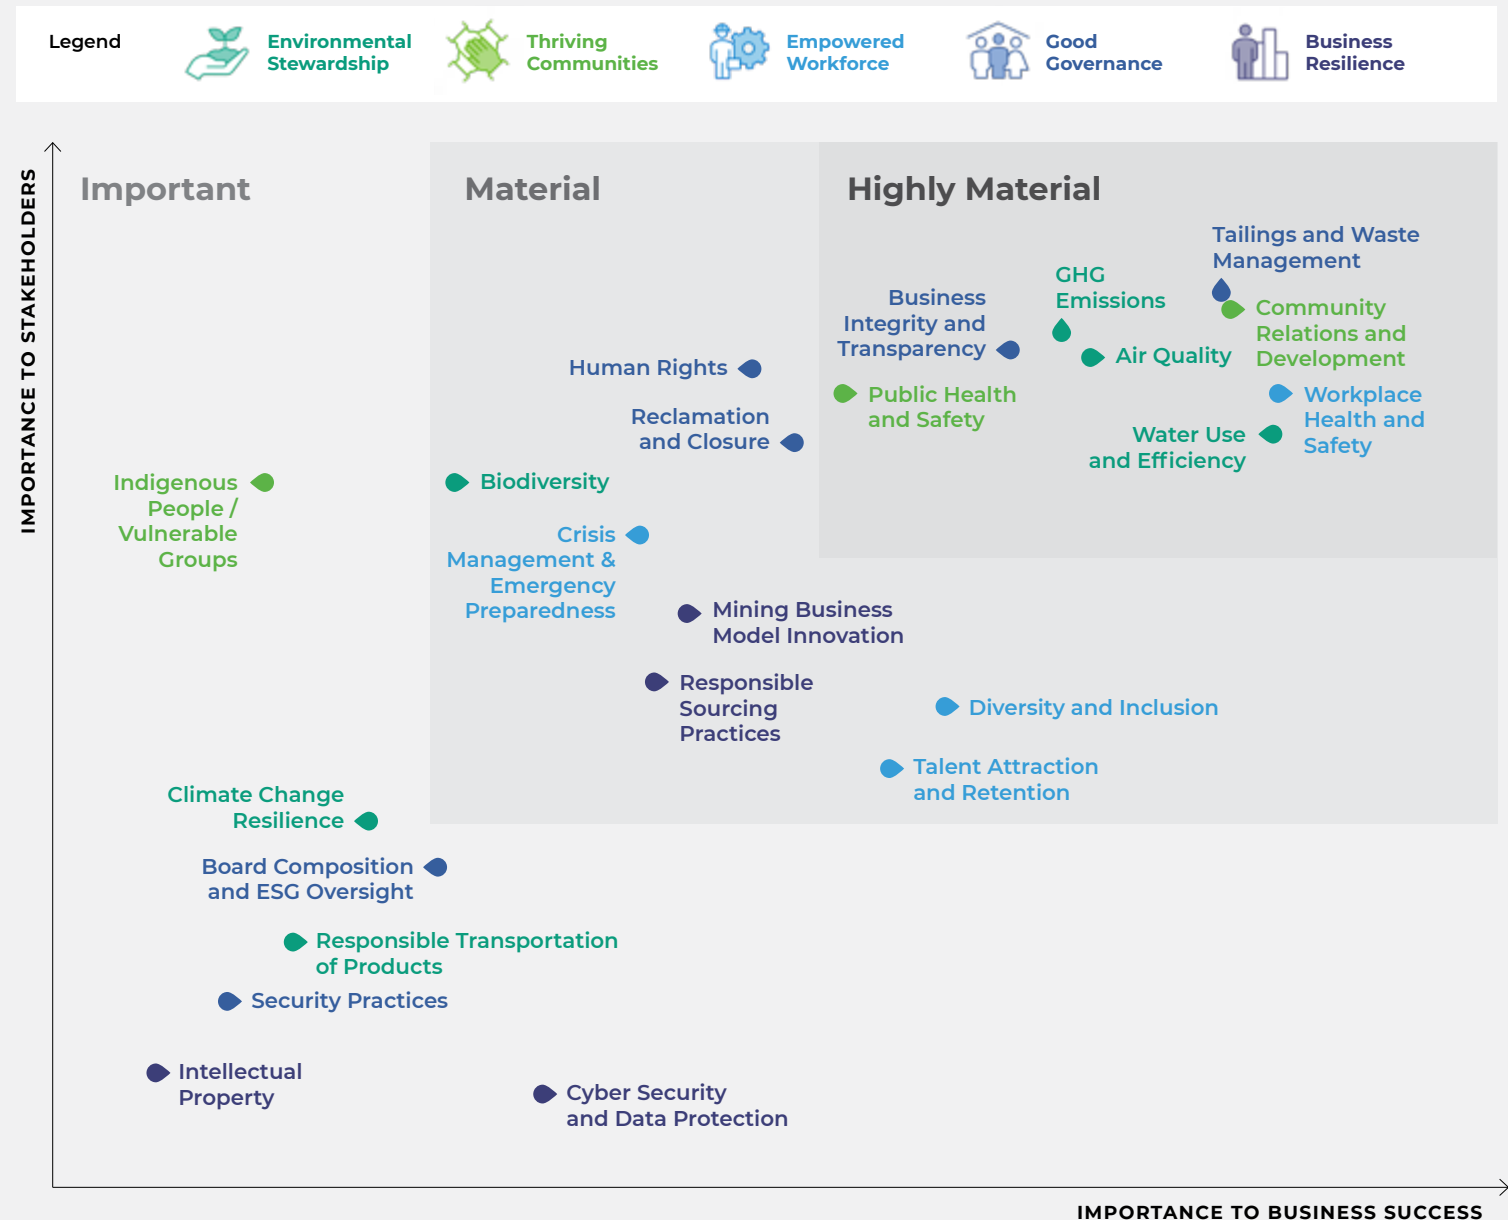 Legend
Environmental
Stewardship
Thriving
Communities
Empowered
Workforce
Good
Governance
Business
Resilience
IMPORTANCE TO STAKEHOLDERS
Important
Material
Highly Material
Tailings and Waste
Management
GHG
Emissions
Business
Integrity and
Transparency
Community
Relations and
Development
Air Quality
Human Rights
Public Health
and Safety
Workplace
Health and
Safety
Reclamation
and Closure
Water Use
and Efficiency
Indigenous
People /
Vulnerable
Groups
Biodiversity
Crisis
Management &
Emergency
Preparedness
Mining Business
Model Innovation
Responsible
Sourcing
Practices
Diversity and Inclusion
Talent Attraction
and Retention
Climate Change
Resilience
Board Composition
and ESG Oversight
Responsible Transportation
of Products
Security Practices
Intellectual
Property
Cyber Security
and Data Protection
IMPORTANCE TO BUSINESS SUCCESS